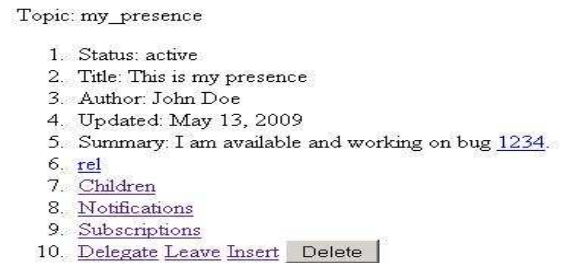 Topic: my_presence
1. Status: active
2. Title: This is my presence
3. Author: John Doe
4. Updated: May 13, 2009
5. Summary: I am available and working on bug 1234.
6. rel
7. Children
8. Notifications
9. Subscriptions
10. Delegate Leave Insert Delete